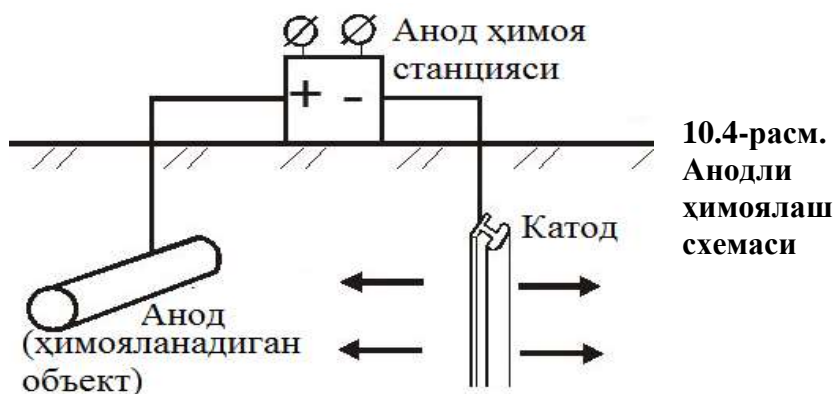 Анод ҳимоя
станцияси
+ -
10.4-расм.
Анодли
ҳимоялаш
схемаси
Катод
Анод
(ҳимояланадиган
объект)